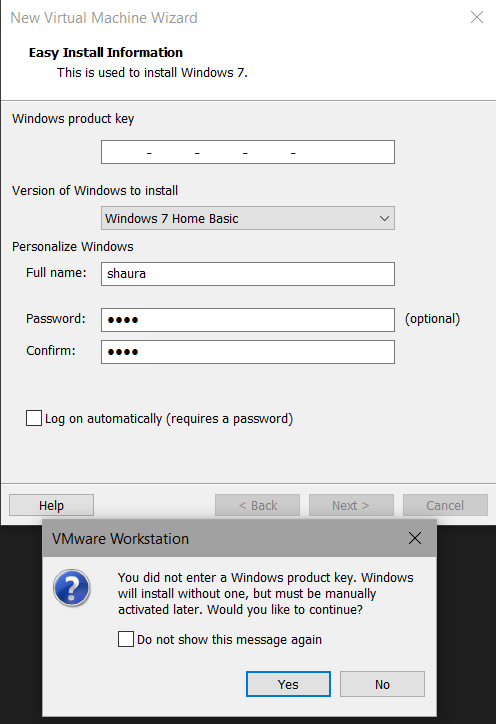 New Virtual Machine Wizard
Easy Install Information
This is used to install Windows 7.
Windows product key
- - - -
Version of Windows to install
Windows 7 Home Basic
Personalize Windows
Full name: shaura
Password: ●●●● (optional)
Confirm: ●●●●
Log on automatically (requires a password)
Help < Back Next > Cancel
VMware Workstation
You did not enter a Windows product key. Windows
will install without one, but must be manually
activated later. Would you like to continue?
Do not show this message again
Yes No